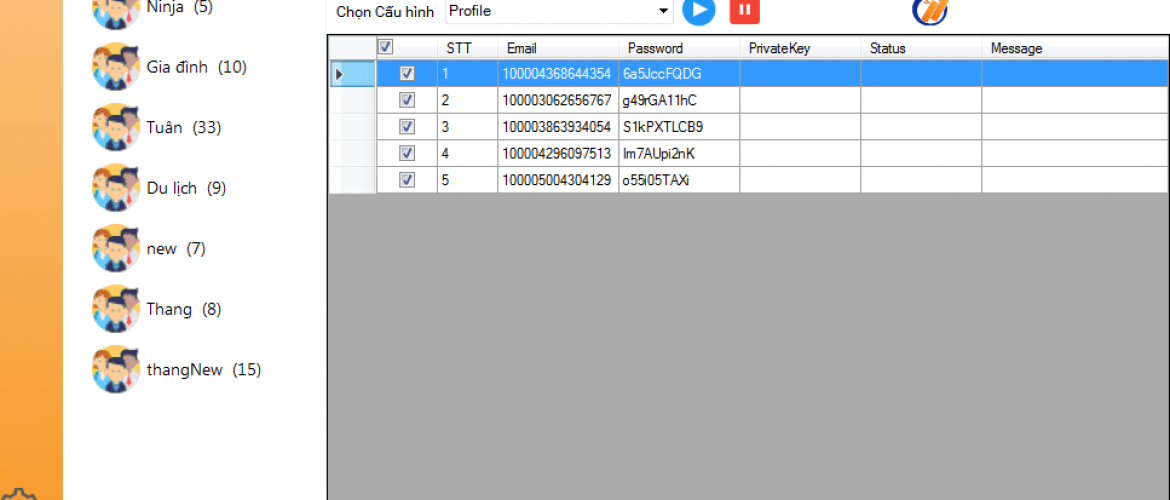 Ninja (5)
Gia đình (10)
Tuân (33)
Du lịch (9)
new (7)
Thang (8)
thangNew (15)
Chọn Cấu hình Profile
STT Email Password PrivateKey Status Message
1 100004368644354 6a5JccFQDG
2 100003062656767 g49rGA11hC
3 100003863934054 S1kPXTLCB9
4 100004296097513 lm7AUpi2nK
5 100005004304129 o55i05TAXi